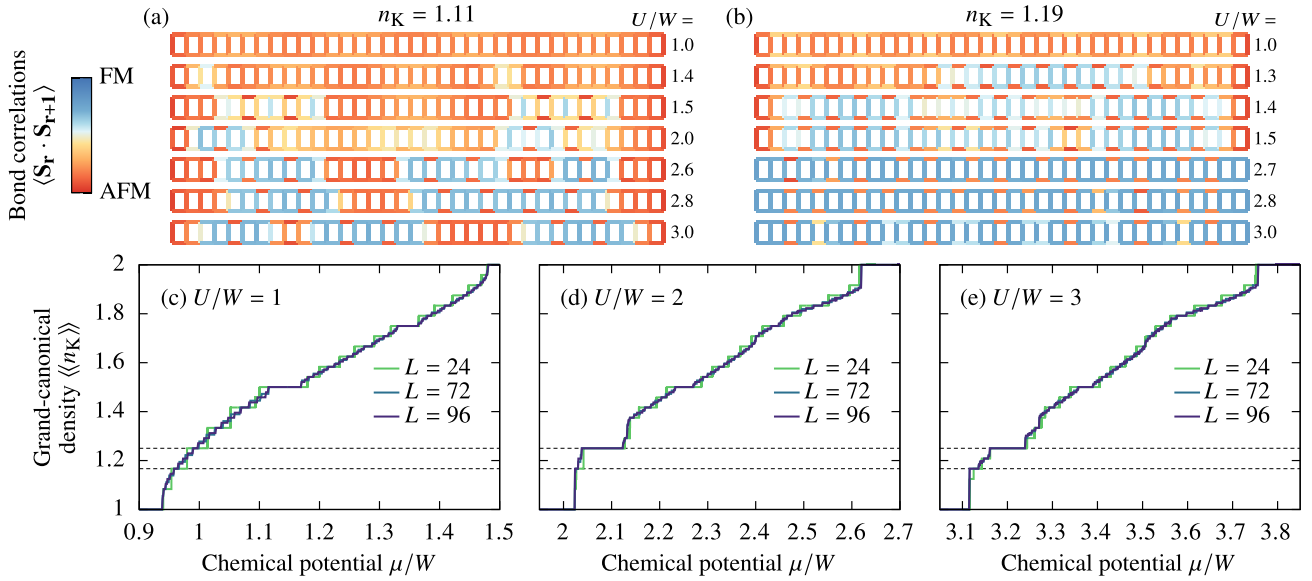 (a)
n_K = 1.11
U/W =
Bond correlations
⟨S_r · S_{r+1}⟩
FM
AFM
1.0
1.4
1.5
2.0
2.6
2.8
3.0
(b)
n_K = 1.19
U/W =
1.0
1.3
1.4
1.5
2.7
2.8
3.0
Grand-canonical
density ⟨⟨n_K⟩⟩
2
1.8
1.6
1.4
1.2
1
(c) U/W = 1
L = 24
L = 72
L = 96
0.9 1 1.1 1.2 1.3 1.4 1.5
Chemical potential μ/W
(d) U/W = 2
L = 24
L = 72
L = 96
2 2.1 2.2 2.3 2.4 2.5 2.6 2.7
Chemical potential μ/W
(e) U/W = 3
L = 24
L = 72
L = 96
3.1 3.2 3.3 3.4 3.5 3.6 3.7 3.8
Chemical potential μ/W